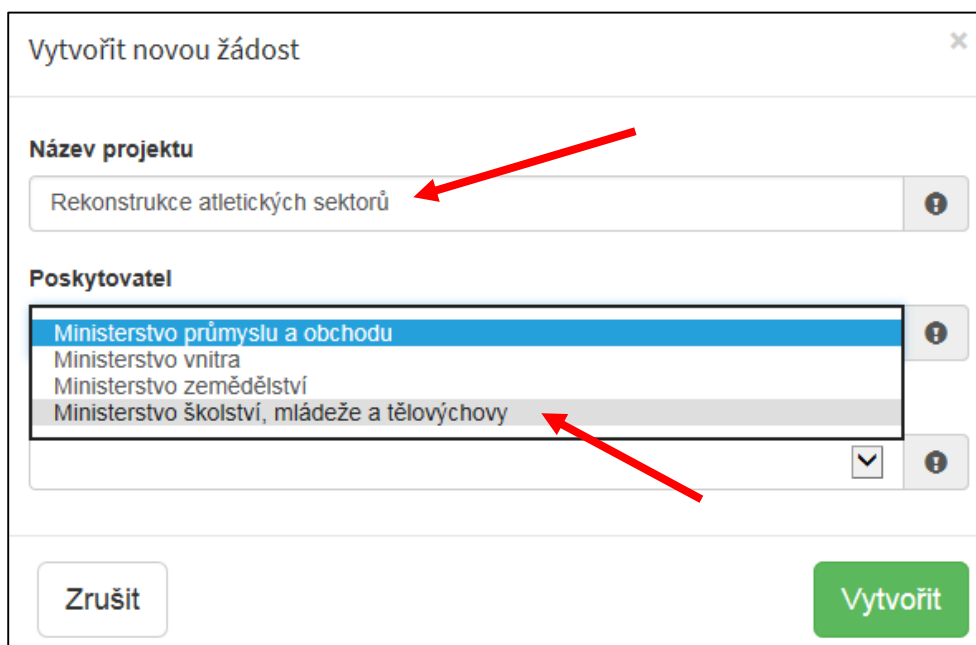 Vytvořit novou žádost
Název projektu
Rekonstrukce atletických sektorů
Poskytovatel
Ministerstvo průmyslu a obchodu
Ministerstvo vnitra
Ministerstvo zemědělství
Ministerstvo školství, mládeže a tělovýchovy
Zrušit
Vytvořit